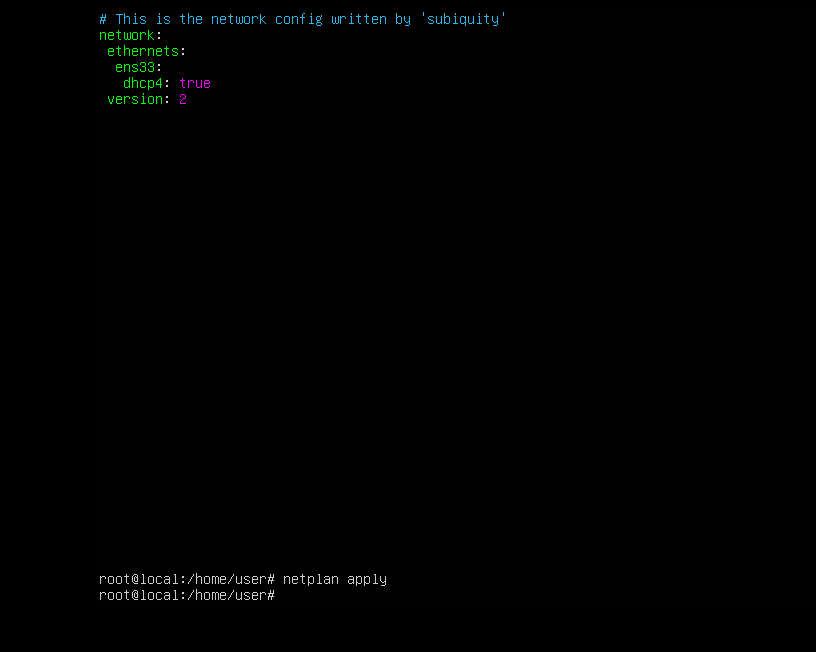 # This is the network config written by 'subiquity'
network:
 ethernets:
  ens33:
   dhcp4: true
 version: 2
root@local:/home/user# netplan apply
root@local:/home/user#